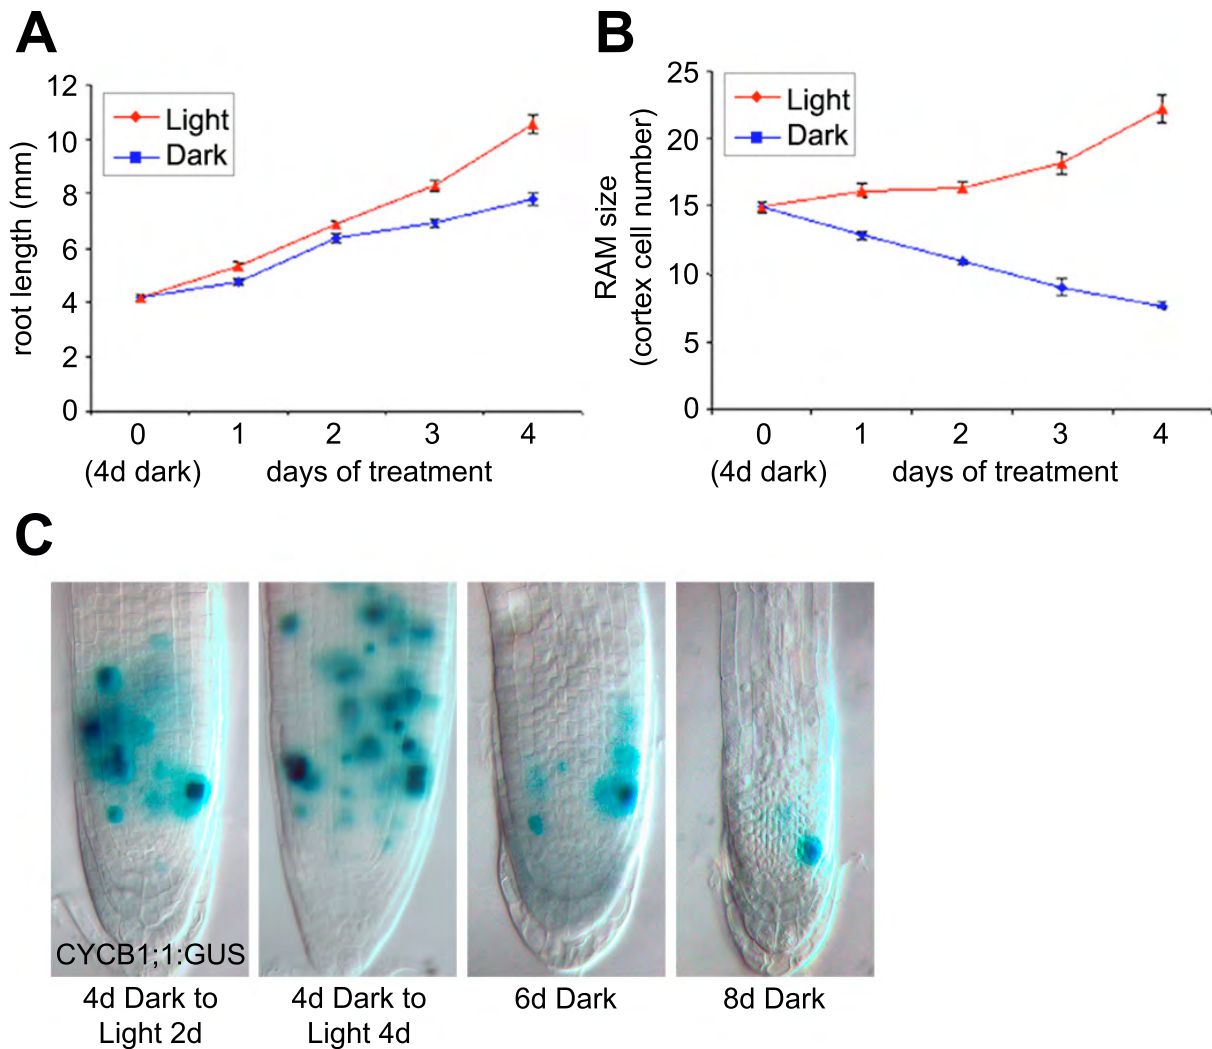 A
12
10
8
6
4
2
0
root length (mm)
Light
Dark
0
1
2
3
4
(4d dark)
days of treatment
B
25
20
15
10
5
0
RAM size
(cortex cell number)
Light
Dark
0
1
2
3
4
(4d dark)
days of treatment
C
CYCB1;1:GUS
4d Dark to
Light 2d
4d Dark to
Light 4d
6d Dark
8d Dark